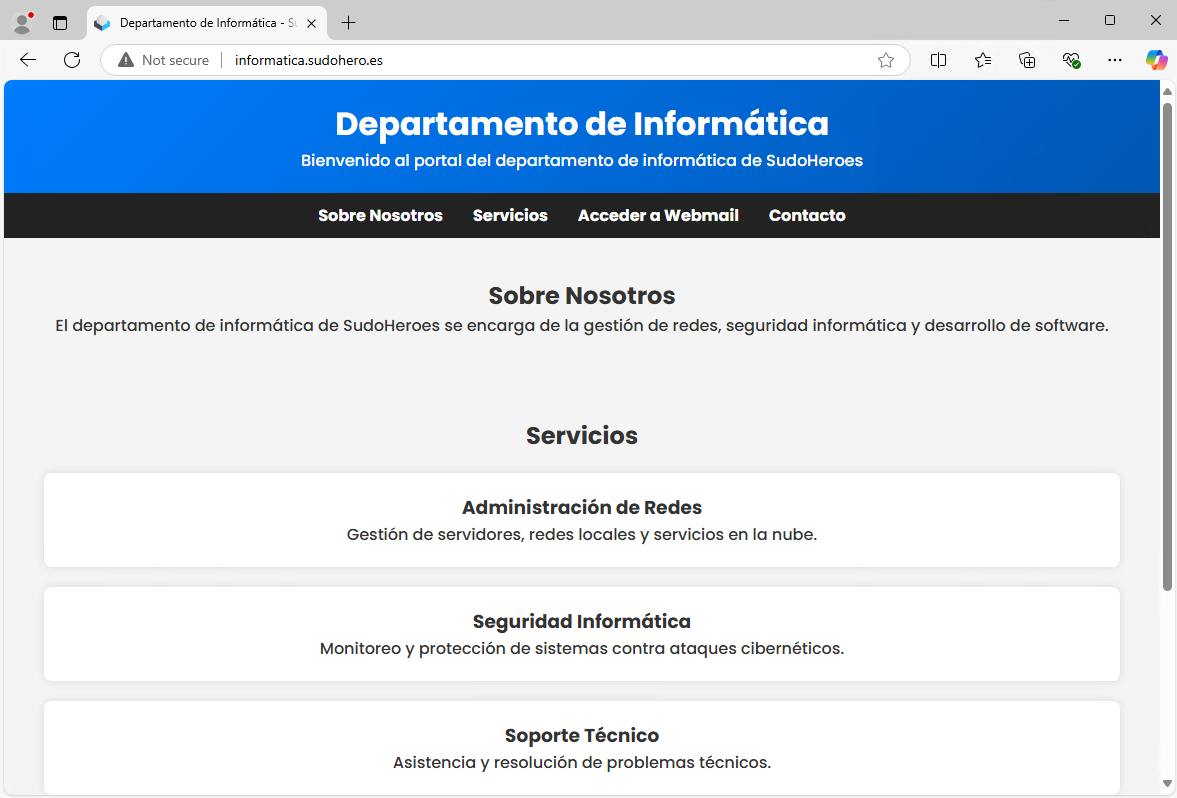 Departamento de Informática - Su
Not secure
informatica.sudohero.es
Departamento de Informática
Bienvenido al portal del departamento de informática de SudoHeroes
Sobre Nosotros Servicios Acceder a Webmail Contacto
Sobre Nosotros
El departamento de informática de SudoHeroes se encarga de la gestión de redes, seguridad informática y desarrollo de software.
Servicios
Administración de Redes
Gestión de servidores, redes locales y servicios en la nube.
Seguridad Informática
Monitoreo y protección de sistemas contra ataques cibernéticos.
Soporte Técnico
Asistencia y resolución de problemas técnicos.